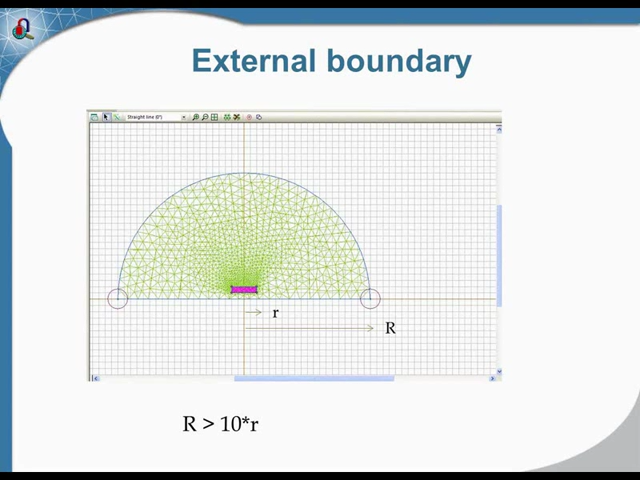 External boundary
Straight line (0°)
r
R
R > 10*r